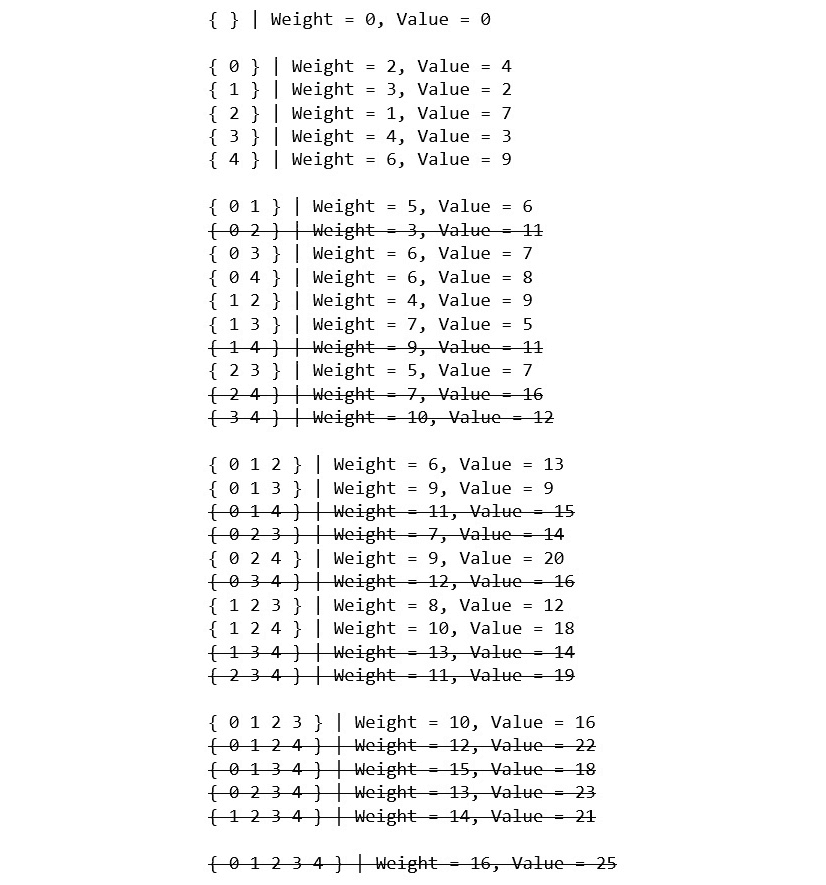 { } | Weight = 0, Value = 0
{ 0 } | Weight = 2, Value = 4
{ 1 } | Weight = 3, Value = 2
{ 2 } | Weight = 1, Value = 7
{ 3 } | Weight = 4, Value = 3
{ 4 } | Weight = 6, Value = 9
{ 0 1 } | Weight = 5, Value = 6
{ 0 2 } | Weight = 3, Value = 11
{ 0 3 } | Weight = 6, Value = 7
{ 0 4 } | Weight = 6, Value = 8
{ 1 2 } | Weight = 4, Value = 9
{ 1 3 } | Weight = 7, Value = 5
{ 1 4 } | Weight = 9, Value = 11
{ 2 3 } | Weight = 5, Value = 7
{ 2 4 } | Weight = 7, Value = 16
{ 3 4 } | Weight = 10, Value = 12
{ 0 1 2 } | Weight = 6, Value = 13
{ 0 1 3 } | Weight = 9, Value = 9
{ 0 1 4 } | Weight = 11, Value = 15
{ 0 2 3 } | Weight = 7, Value = 14
{ 0 2 4 } | Weight = 9, Value = 20
{ 0 3 4 } | Weight = 12, Value = 16
{ 1 2 3 } | Weight = 8, Value = 12
{ 1 2 4 } | Weight = 10, Value = 18
{ 1 3 4 } | Weight = 13, Value = 14
{ 2 3 4 } | Weight = 11, Value = 19
{ 0 1 2 3 } | Weight = 10, Value = 16
{ 0 1 2 4 } | Weight = 12, Value = 22
{ 0 1 3 4 } | Weight = 15, Value = 18
{ 0 2 3 4 } | Weight = 13, Value = 23
{ 1 2 3 4 } | Weight = 14, Value = 21
{ 0 1 2 3 4 } | Weight = 16, Value = 25